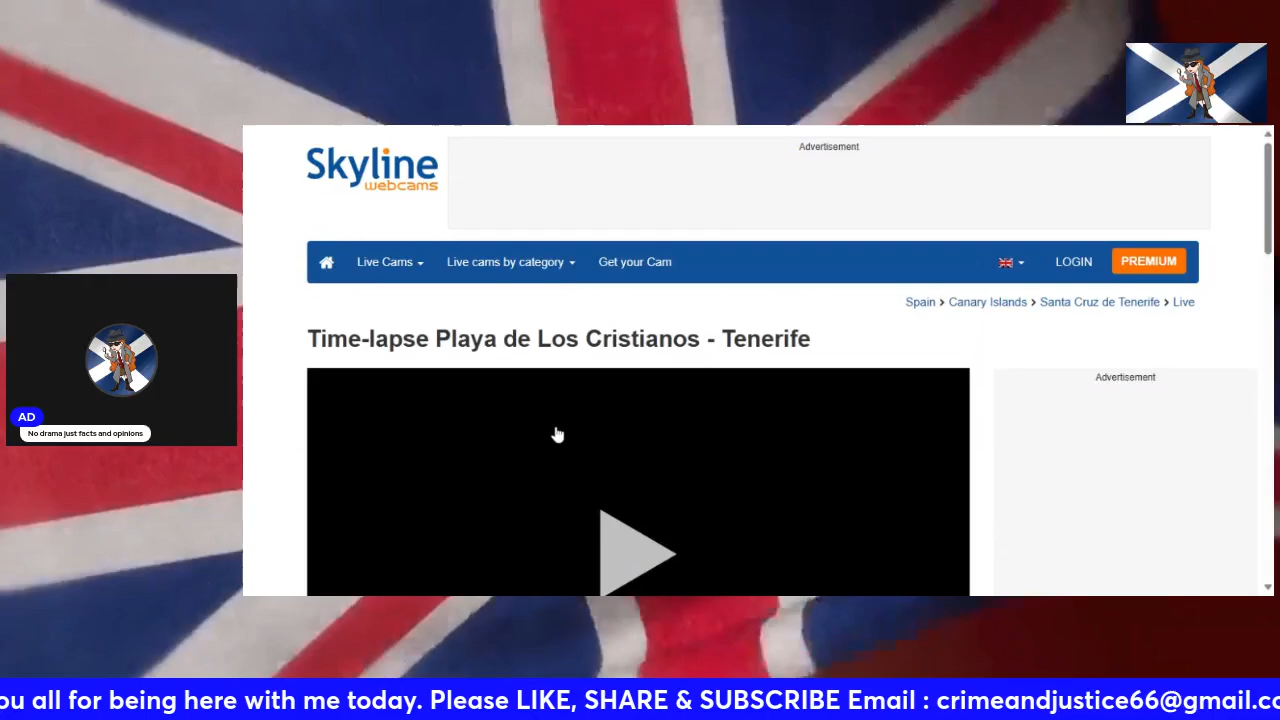 Skyline
webcams
Advertisement
Live Cams
Live cams by category
Get your Cam
LOGIN
PREMIUM
Spain > Canary Islands > Santa Cruz de Tenerife > Live
Time-lapse Playa de Los Cristianos - Tenerife
Advertisement
AD
No drama just facts and opinions
ou all for being here with me today. Please LIKE, SHARE & SUBSCRIBE Email : crimeandjustice66@gmail.co